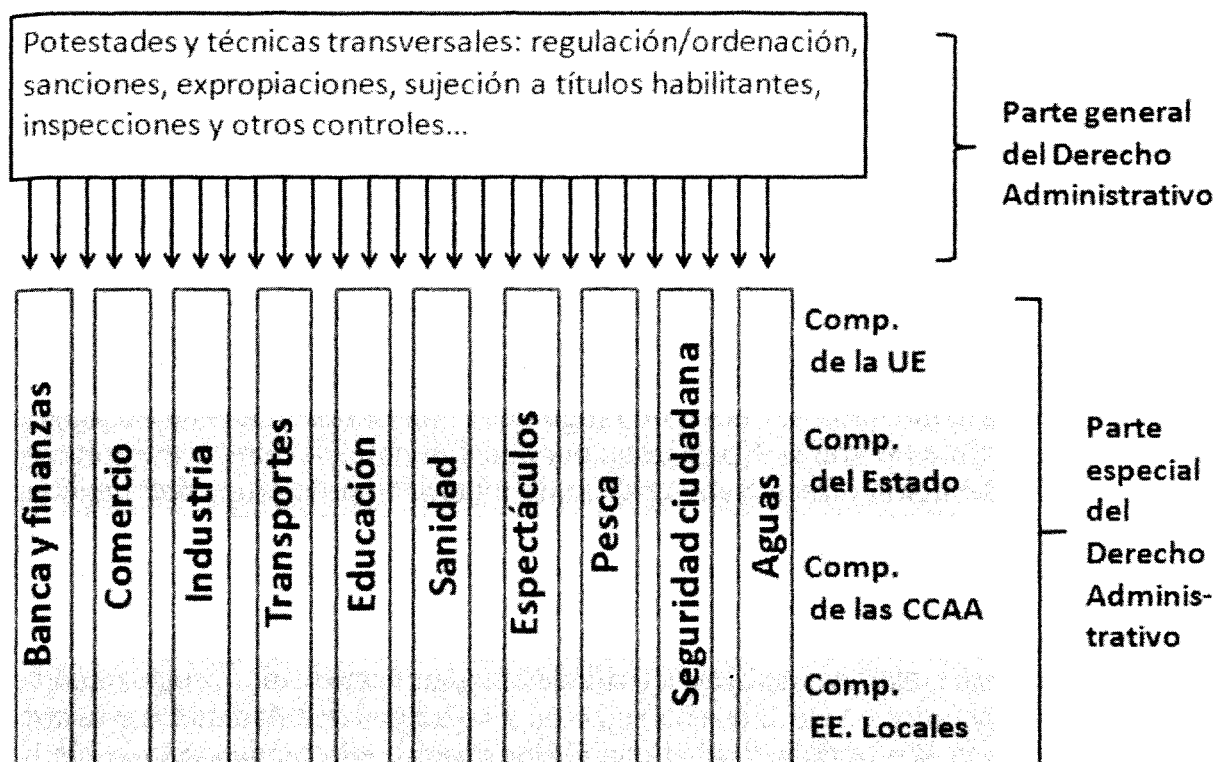 Potestades y técnicas transversales: regulación/ordenación,
sanciones, expropiaciones, sujeción a títulos habilitantes,
inspecciones y otros controles...
Parte general
del Derecho
Administrativo
Banca y finanzas
Comercio
Industria
Transportes
Educación
Sanidad
Espectáculos
Pesca
Seguridad ciudadana
Aguas
Comp.
de la UE
Comp.
del Estado
Comp.
de las CCAA
Comp.
EE. Locales
Parte
especial
del
Derecho
Adminis-
trativo